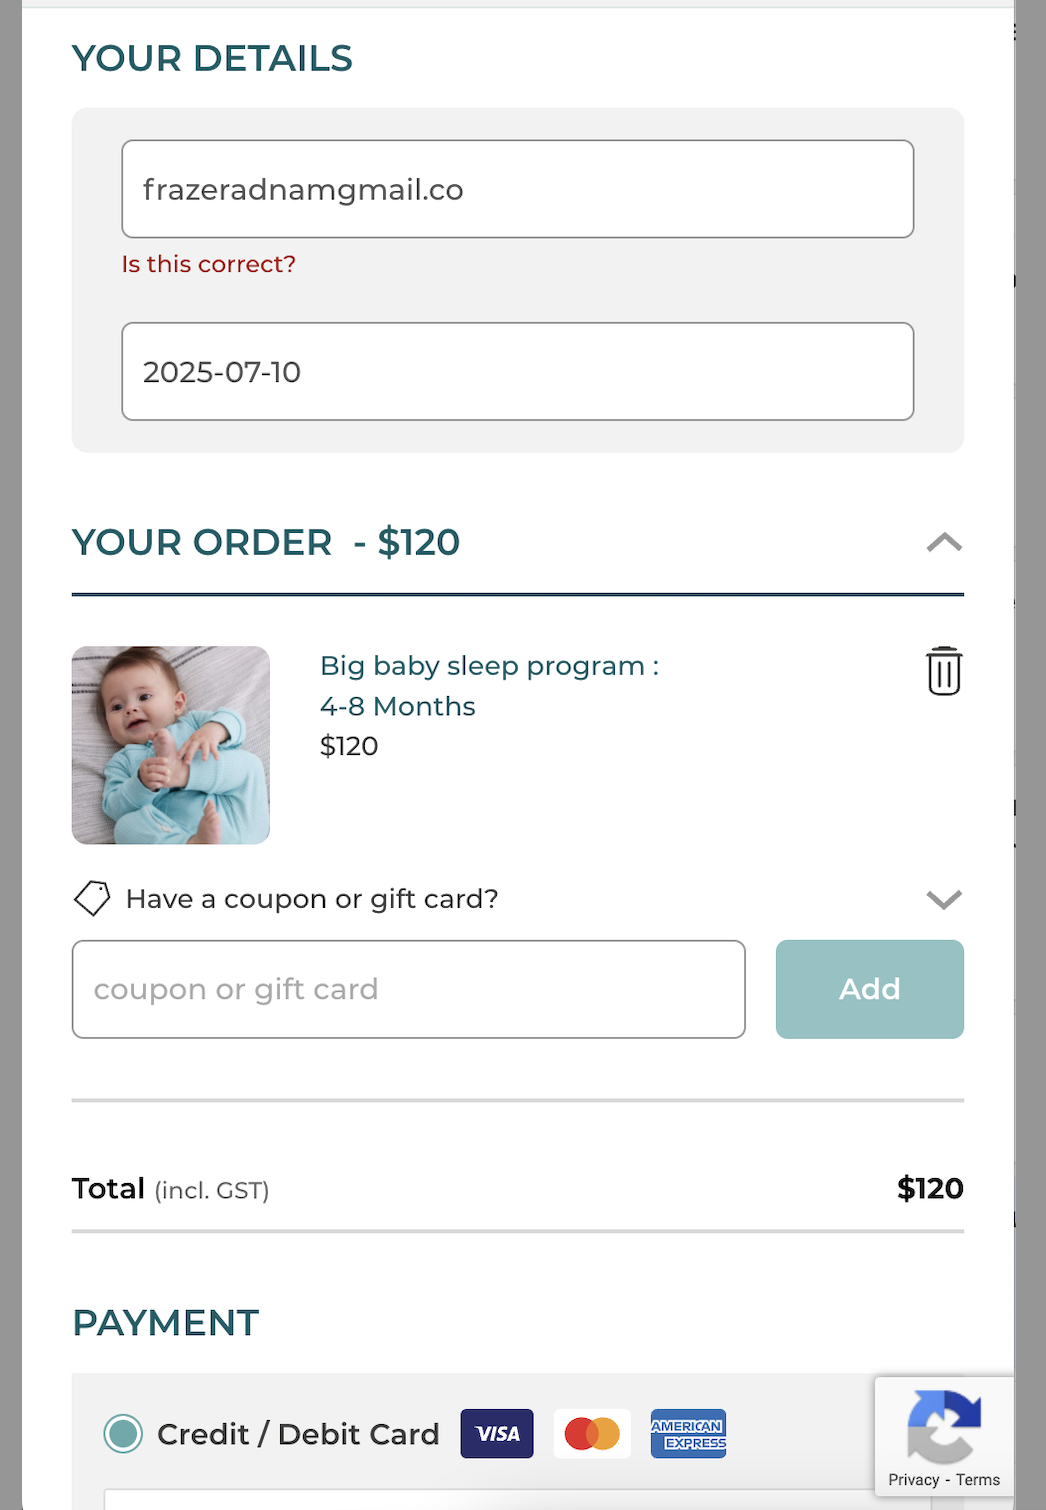 YOUR DETAILS
frazeradnamgmail.co
Is this correct?
2025-07-10
YOUR ORDER - $120
Big baby sleep program :
4-8 Months
$120
Have a coupon or gift card?
coupon or gift card
Add
Total (incl. GST)
$120
PAYMENT
Credit / Debit Card
VISA
AMERICAN
EXPRESS
Privacy - Terms